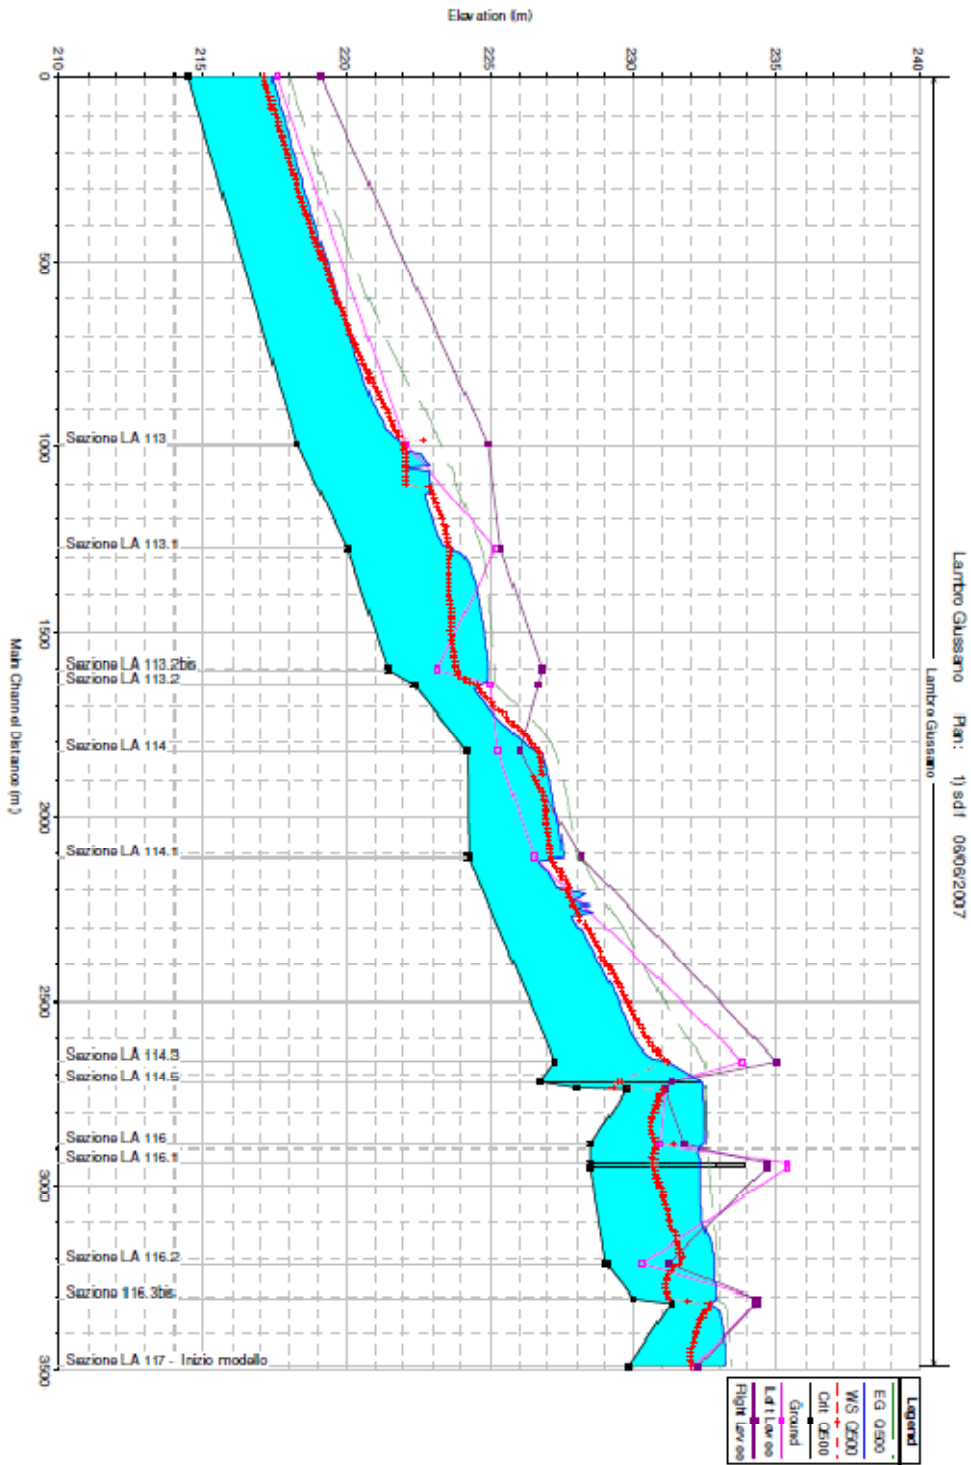 Lambro Giussano Plan: 1) sdf 06/06/2007
Lambro Giussano
Elevation (m)
210
215
220
225
230
235
240
0
500
1000
1500
2000
2500
3000
3500
Main Channel Distance (m)
Sezione LA 113
Sezione LA 113.1
Sezione LA 113.2bis
Sezione LA 113.2
Sezione LA 114
Sezione LA 114.1
Sezione LA 114.3
Sezione LA 114.5
Sezione LA 116
Sezione LA 116.1
Sezione LA 116.2
Sezione 116.3bis
Sezione LA 117 - Inizio modello
Legend
EG Q500
WS Q500
Crit Q500
Ground
Left Levee
Right Levee